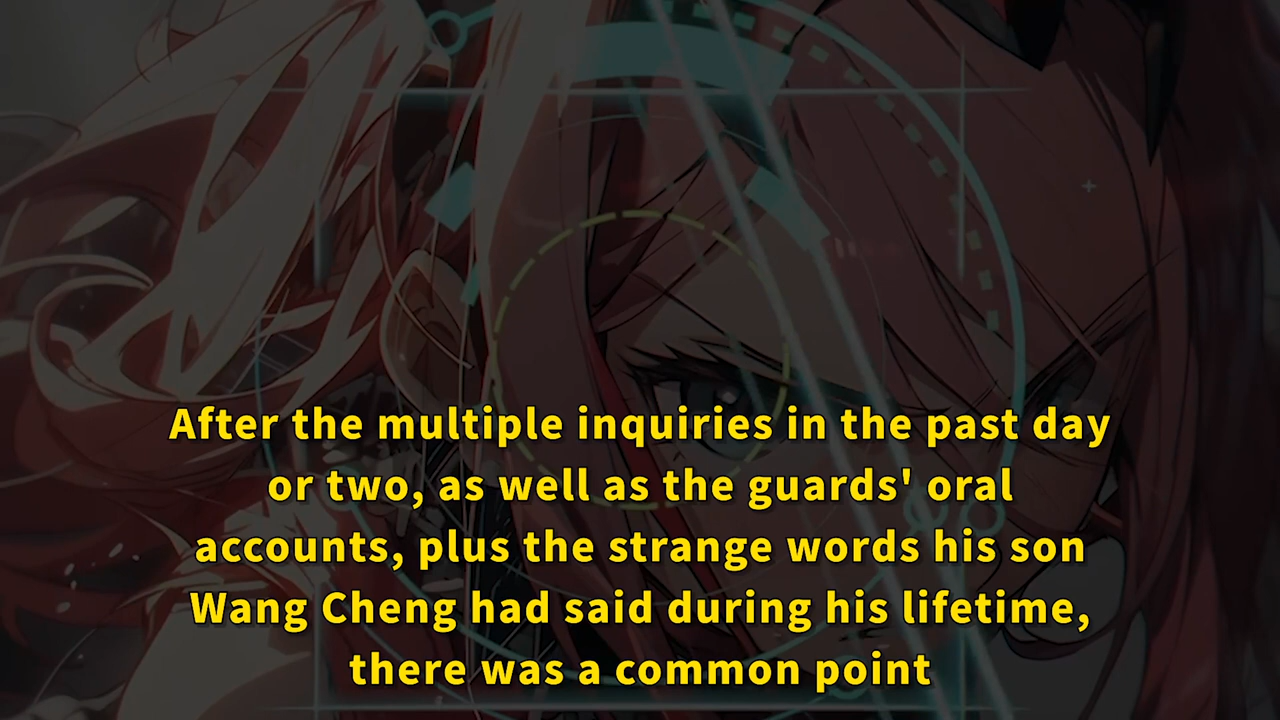 After the multiple inquiries in the past day
or two, as well as the guards' oral
accounts, plus the strange words his son
Wang Cheng had said during his lifetime,
there was a common point